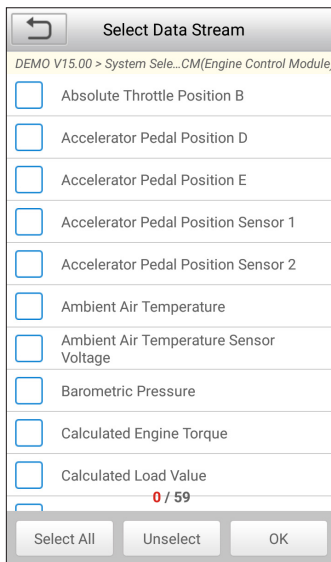 Select Data Stream
DEMO V15.00 > System Sele...CM(Engine Control Module)
Absolute Throttle Position B
Accelerator Pedal Position D
Accelerator Pedal Position E
Accelerator Pedal Position Sensor 1
Accelerator Pedal Position Sensor 2
Ambient Air Temperature
Ambient Air Temperature Sensor
Voltage
Barometric Pressure
Calculated Engine Torque
Calculated Load Value
0 / 59
Select All
Unselect
OK